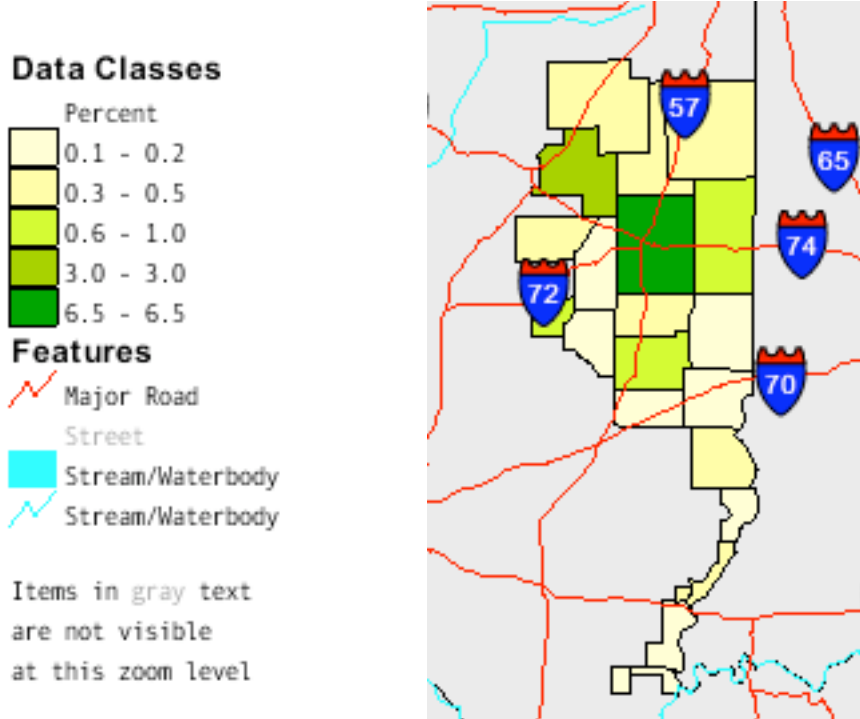 Data Classes
Percent
0.1 - 0.2
0.3 - 0.5
0.6 - 1.0
3.0 - 3.0
6.5 - 6.5
Features
Major Road
Street
Stream/Waterbody
Stream/Waterbody
Items in gray text
are not visible
at this zoom level
57
65
74
72
70